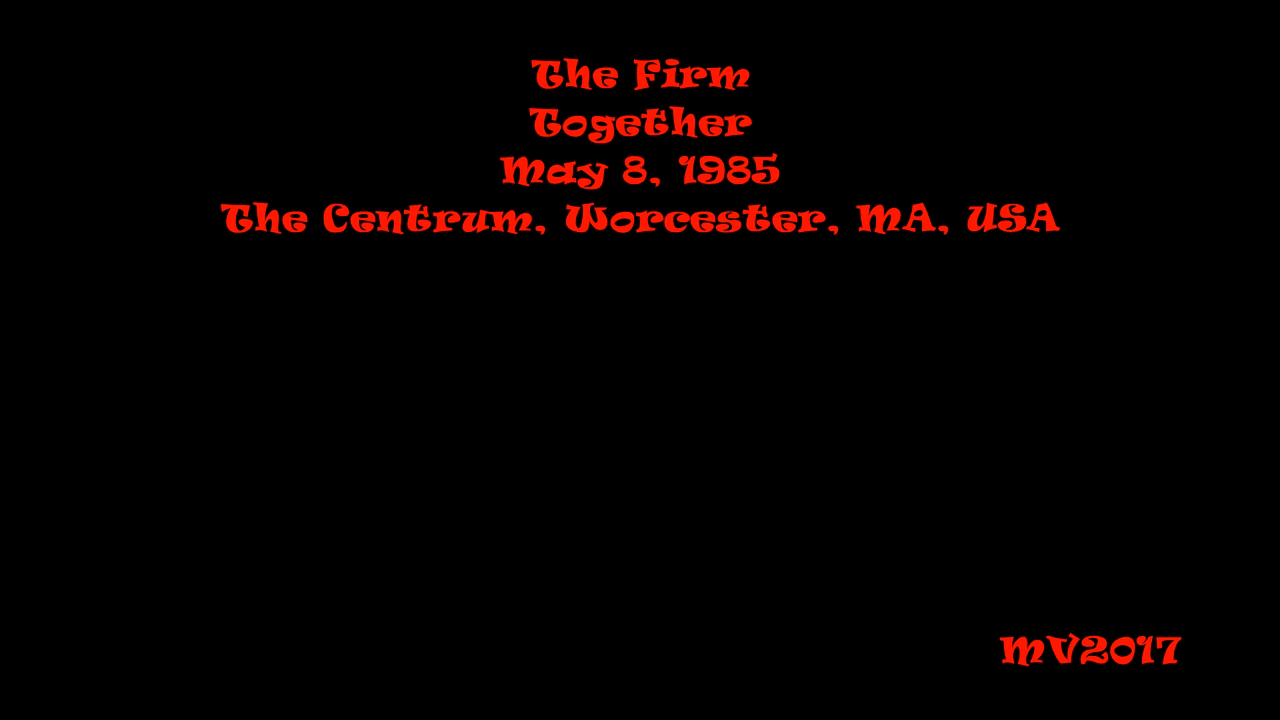 The Firm
Together
May 8, 1985
The Centrum, Worcester, MA, USA
MV2017